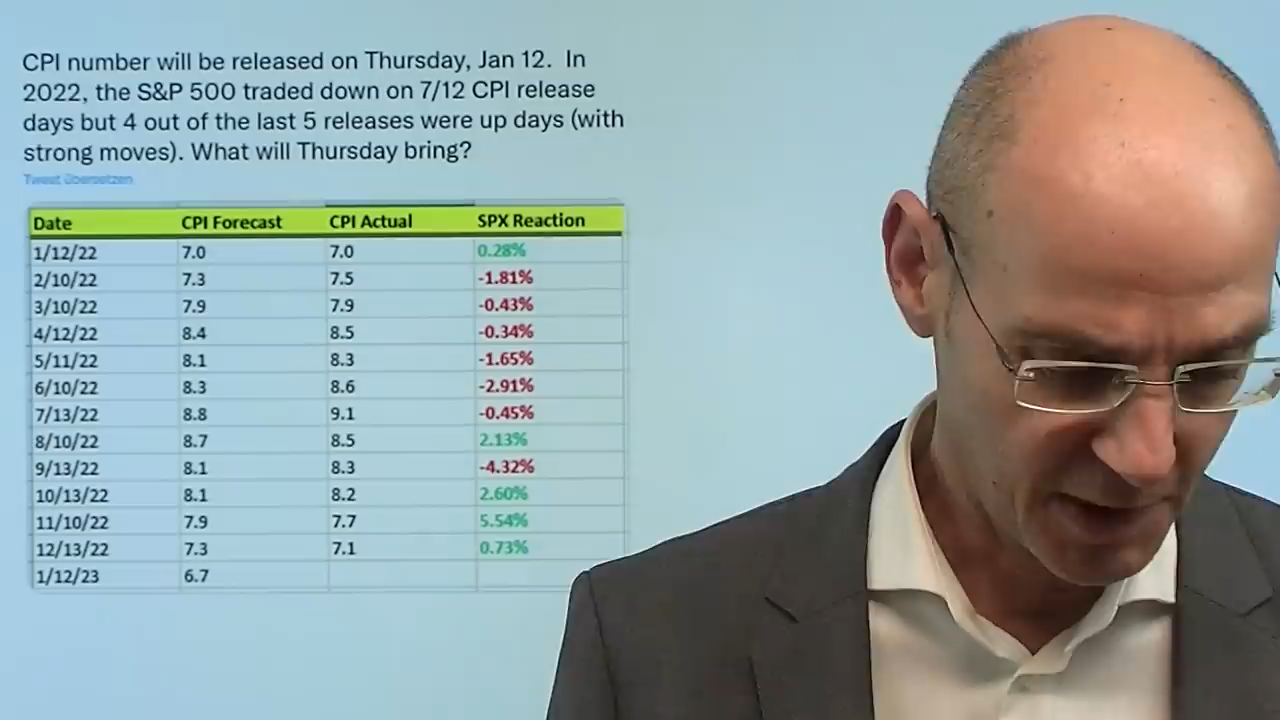 CPI number will be released on Thursday, Jan 12. In
2022, the S&P 500 traded down on 7/12 CPI release
days but 4 out of the last 5 releases were up days (with
strong moves). What will Thursday bring?
Tweet übersetzen
Date CPI Forecast CPI Actual SPX Reaction
1/12/22 7.0 7.0 0.28%
2/10/22 7.3 7.5 -1.81%
3/10/22 7.9 7.9 -0.43%
4/12/22 8.4 8.5 -0.34%
5/11/22 8.1 8.3 -1.65%
6/10/22 8.3 8.6 -2.91%
7/13/22 8.8 9.1 -0.45%
8/10/22 8.7 8.5 2.13%
9/13/22 8.1 8.3 -4.32%
10/13/22 8.1 8.2 2.60%
11/10/22 7.9 7.7 5.54%
12/13/22 7.3 7.1 0.73%
1/12/23 6.7